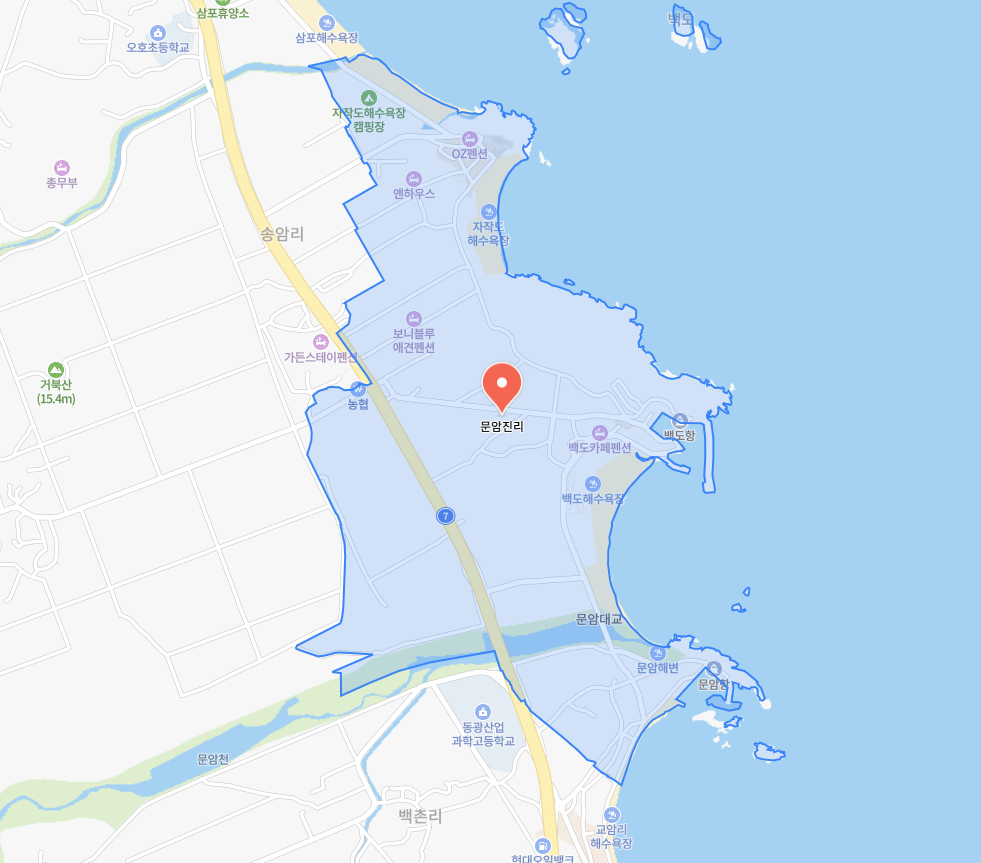 삼포휴양소
오호초등학교
삼포해수욕장
백도
자작도해수욕장
캠핑장
OZ펜션
총무부
앤하우스
송암리
자작도
해수욕장
보니블루
애견펜션
가든스테이펜션
거북산
(15.4m)
농협
문암진리
백도항
백도카페펜션
백도해수욕장
7
문암대교
문암해변
문암항
동광산업
과학고등학교
문암천
백촌리
교암리
해수욕장
현대오일뱅크